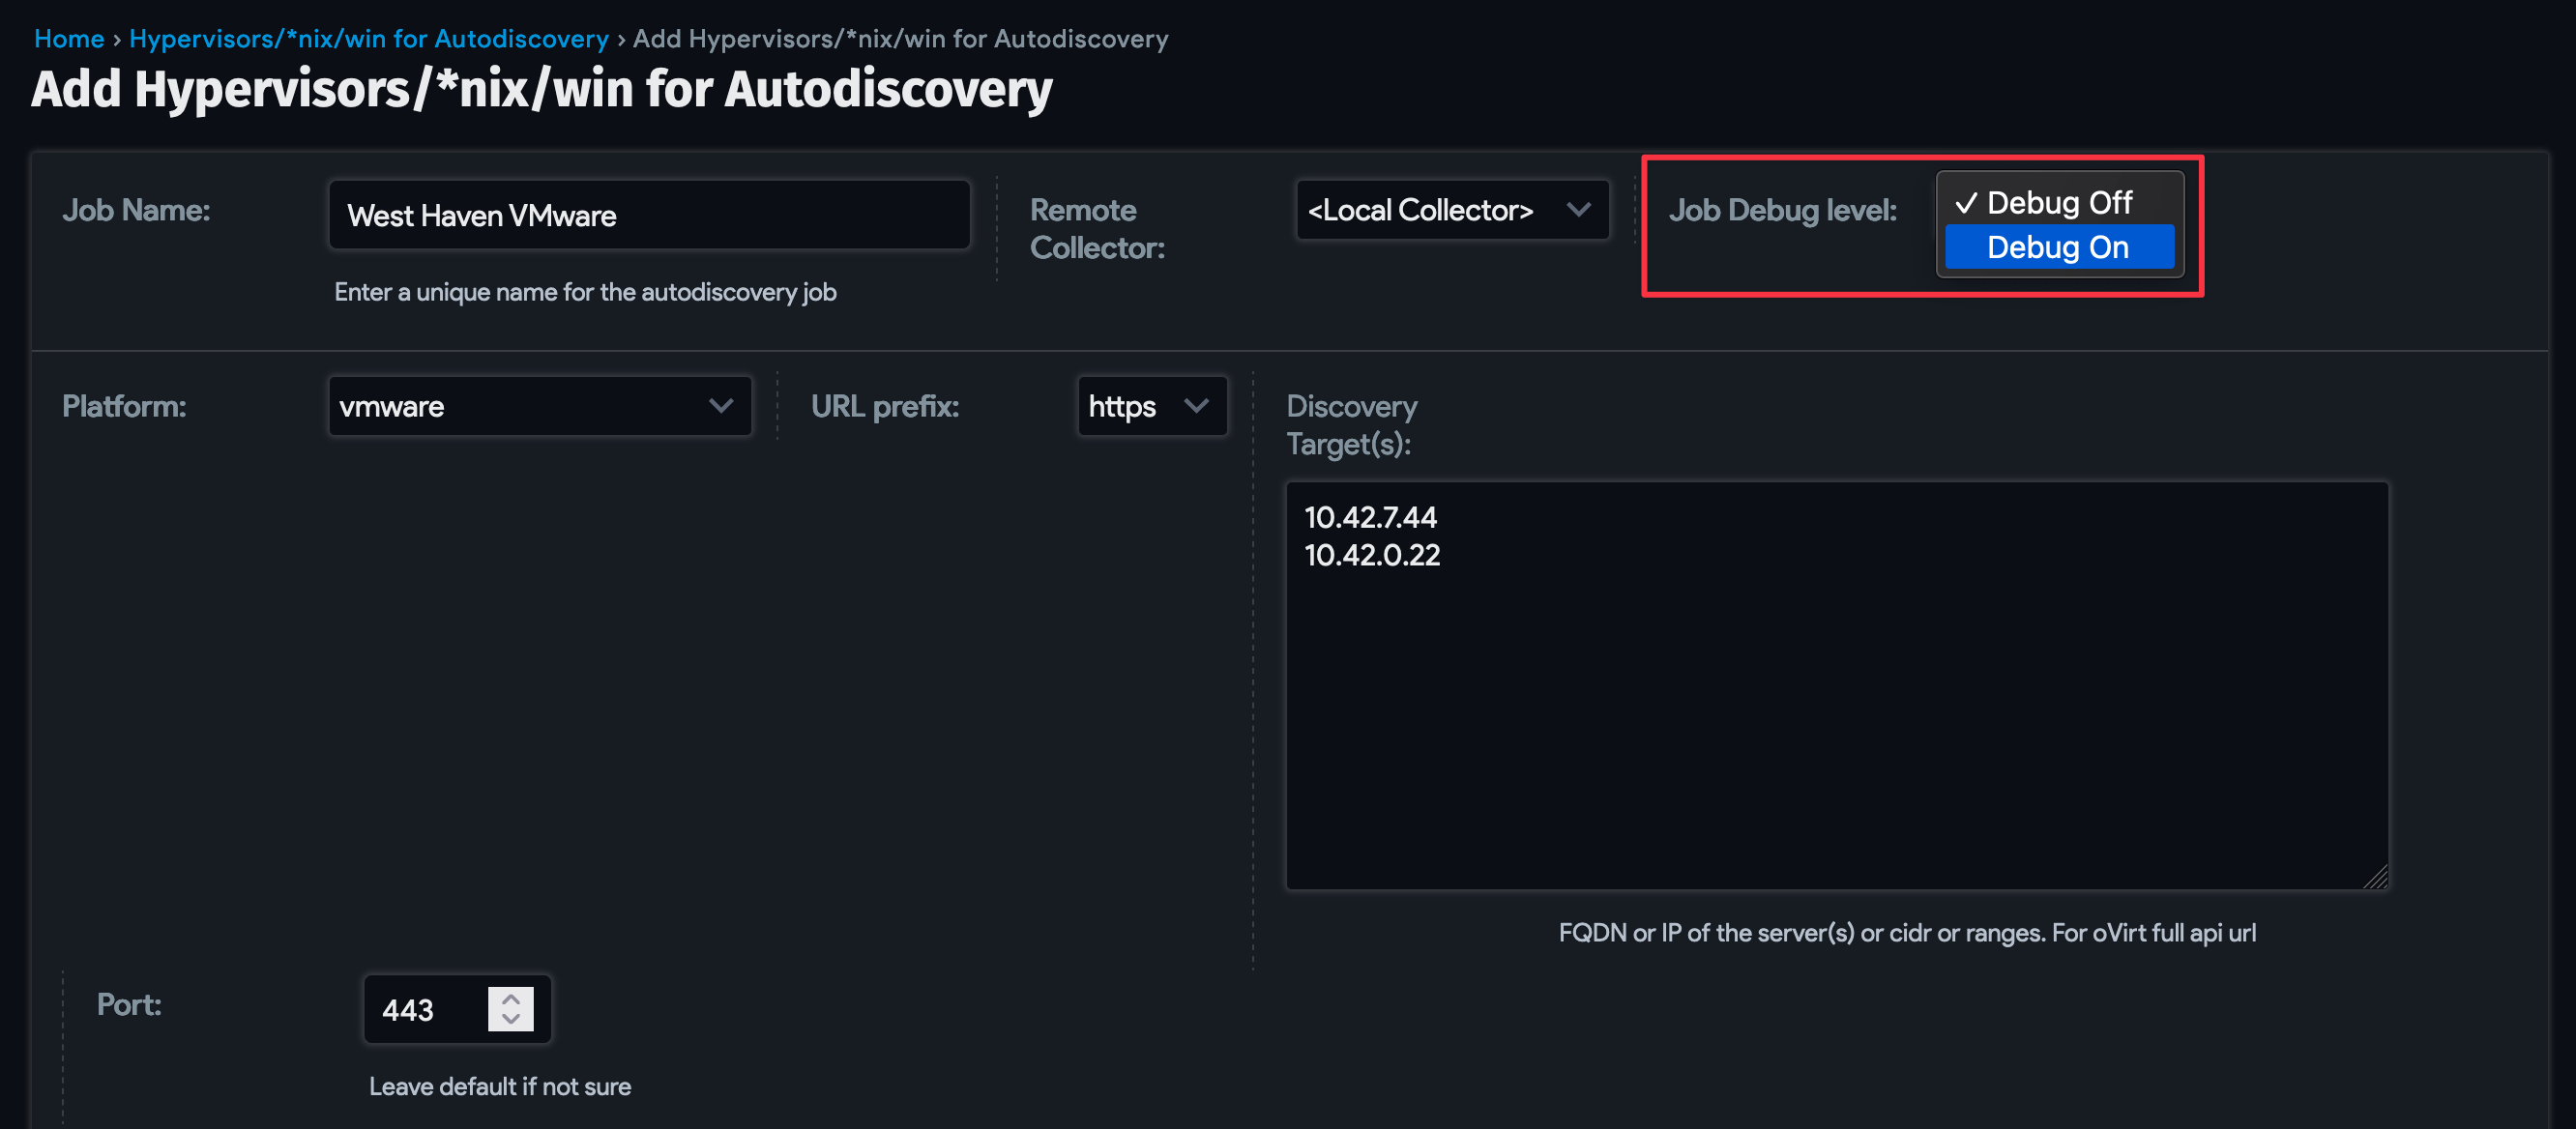 Home › Hypervisors/*nix/win for Autodiscovery › Add Hypervisors/*nix/win for Autodiscovery
Add Hypervisors/*nix/win for Autodiscovery
Job Name:
West Haven VMware
Enter a unique name for the autodiscovery job
Remote
Collector:
<Local Collector>
Job Debug level:
✓ Debug Off
Debug On
Platform:
vmware
URL prefix:
https
Discovery
Target(s):
10.42.7.44
10.42.0.22
FQDN or IP of the server(s) or cidr or ranges. For oVirt full api url
Port:
443
Leave default if not sure